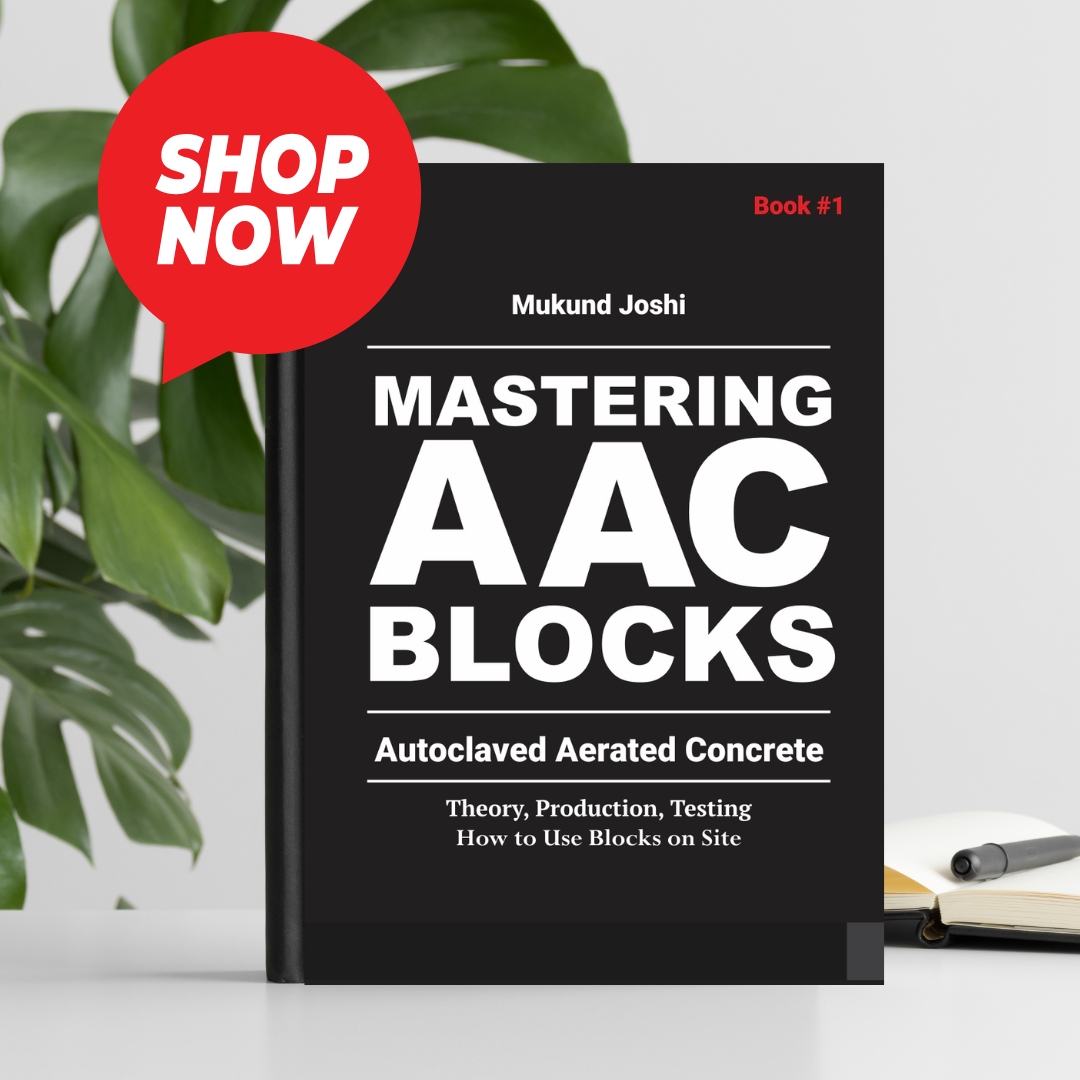 SHOP
NOW
Book #1
Mukund Joshi
MASTERING
AAC
BLOCKS
Autoclaved Aerated Concrete
Theory, Production, Testing
How to Use Blocks on Site